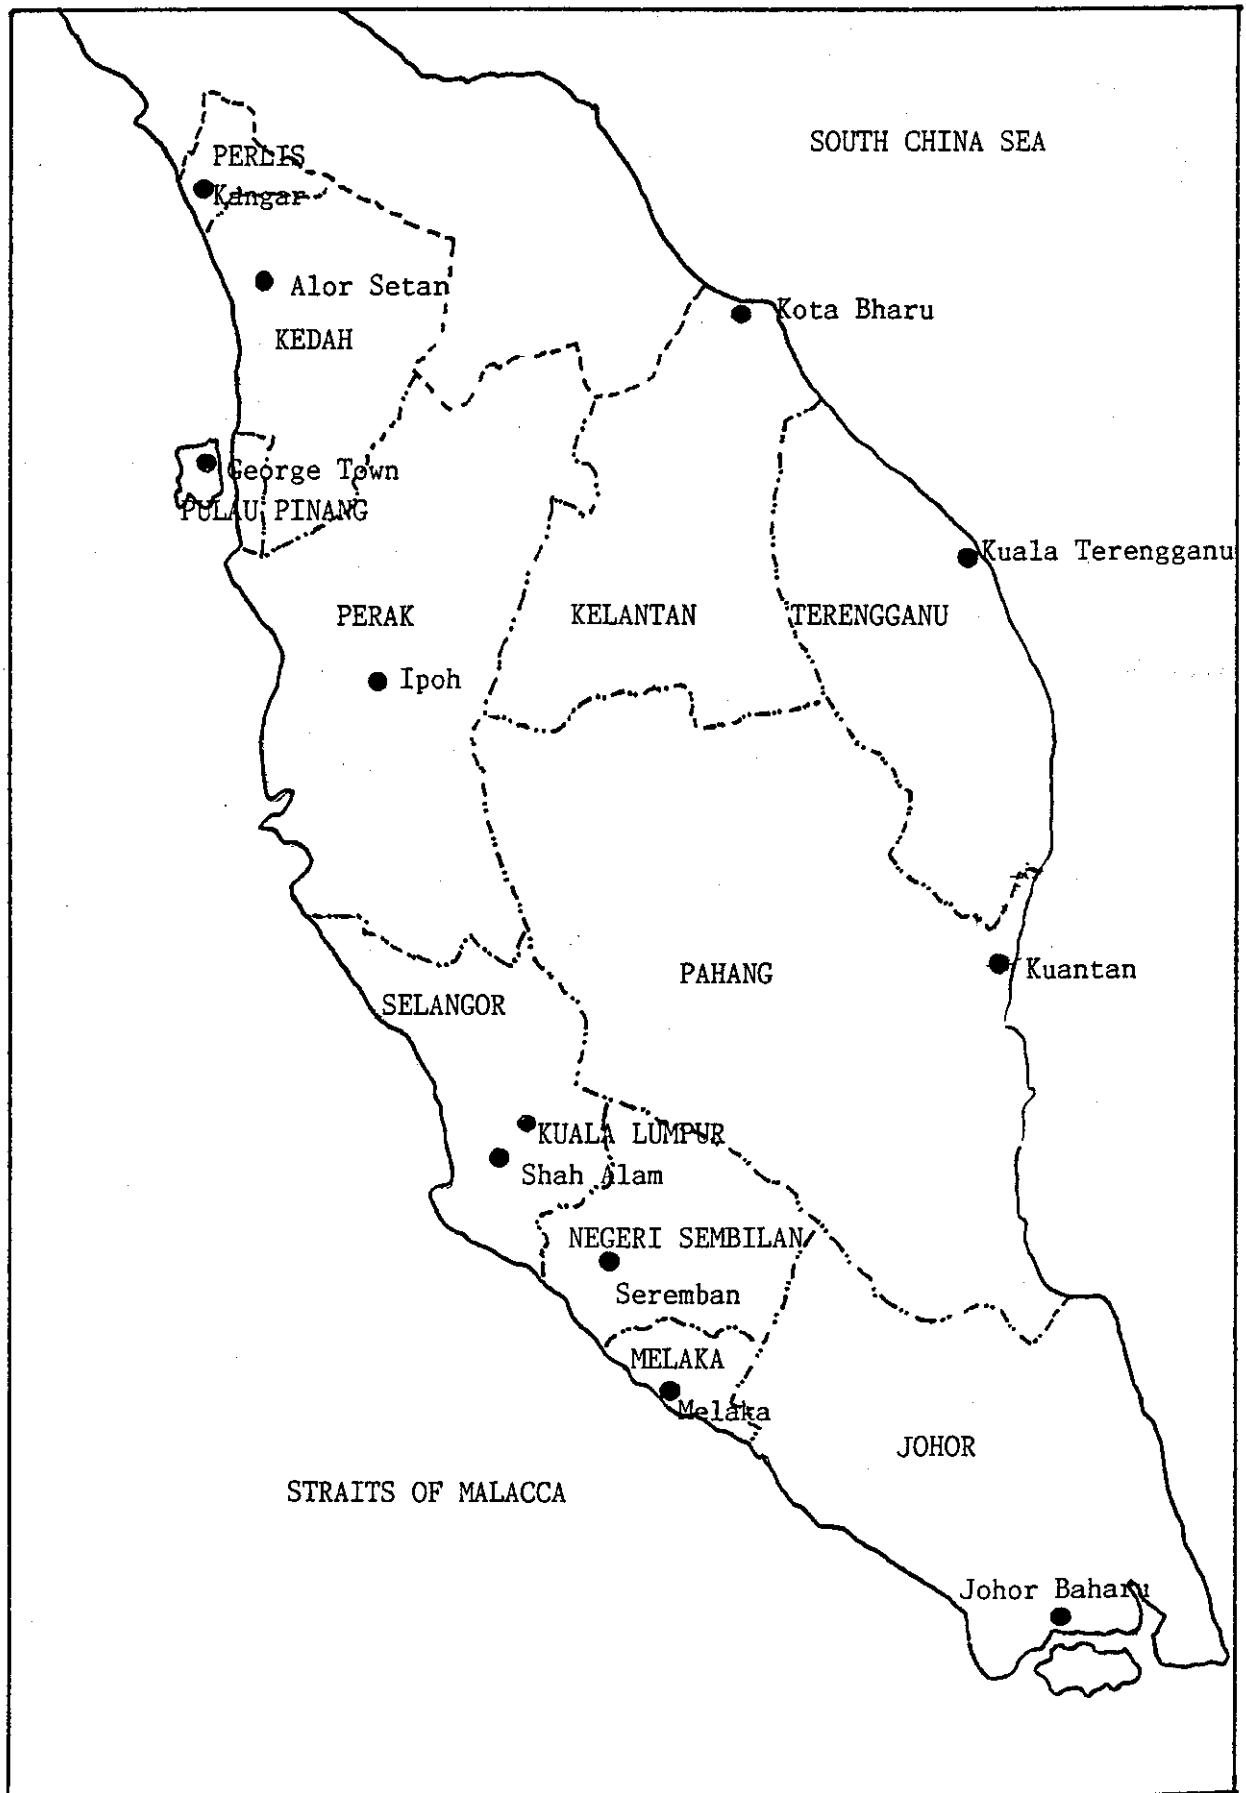 SOUTH CHINA SEA
PERLIS
Kangar
Alor Setan
Kota Bharu
KEDAH
George Town
PULAU PINANG
Kuala Terengganu
PERAK
KELANTAN
TERENGGANU
Ipoh
PAHANG
Kuantan
SELANGOR
KUALA LUMPUR
Shah Alam
NEGERI SEMBILAN
Seremban
MELAKA
Melaka
JOHOR
STRAITS OF MALACCA
Johor Baharu